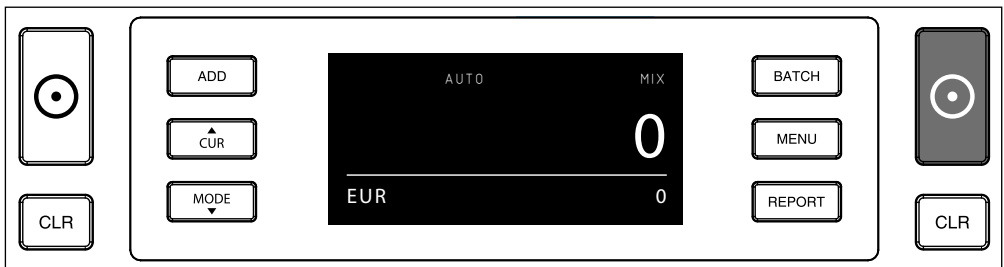 ADD
AUTO MIX
BATCH
CUR
0
MENU
MODE
EUR 0
REPORT
CLR
CLR